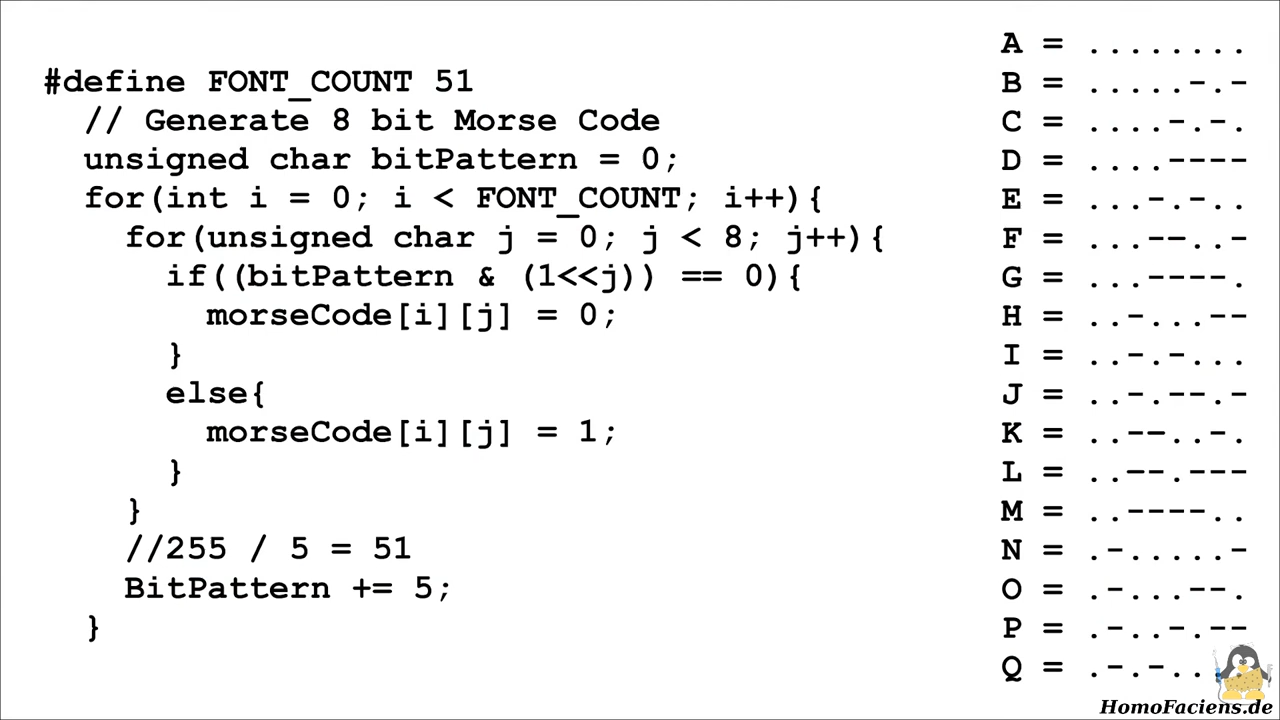 #define FONT_COUNT 51
// Generate 8 bit Morse Code
unsigned char bitPattern = 0;
for(int i = 0; i < FONT_COUNT; i++){
for(unsigned char j = 0; j < 8; j++){
if((bitPattern & (1<<j)) == 0){
morseCode[i][j] = 0;
}
else{
morseCode[i][j] = 1;
}
}
//255 / 5 = 51
BitPattern += 5;
}
A = ........
B = .....-.-
C = ....-.-.
D = ....----
E = ...-.-..
F = ...--..-
G = ...----.
H = ..-...--
I = ..-.-...
J = ..-.--.-
K = ..--..-.
L = ..--.---
M = ..----..
N = .-.....-
O = .-...--.
P = .-..-.--
Q = .-.-..
HomoFaciens.de